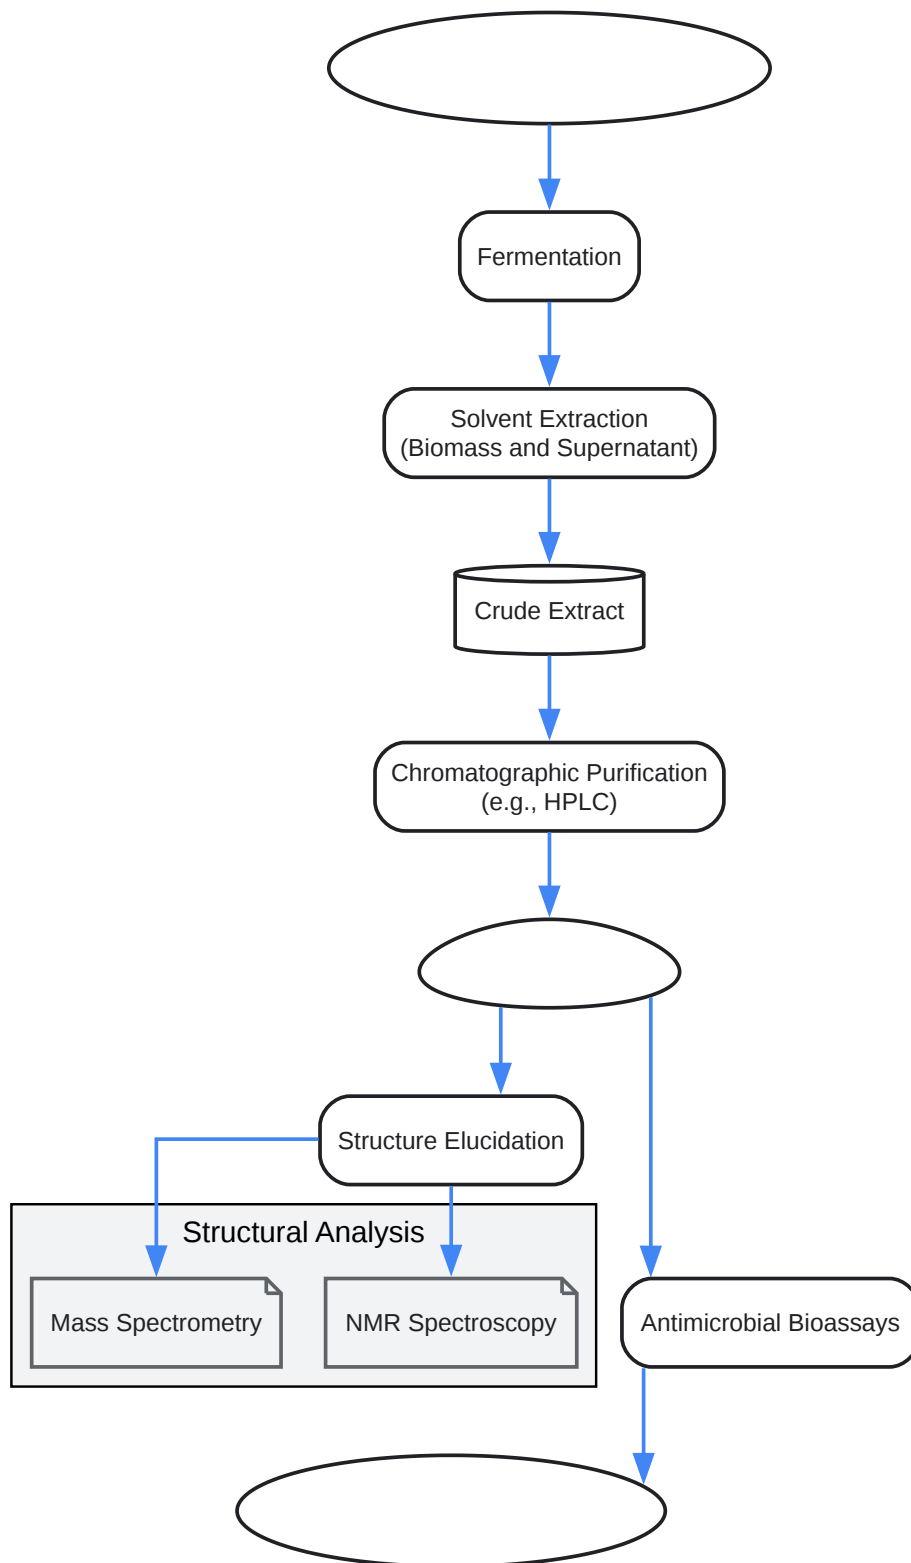 Fermentation
Solvent Extraction
(Biomass and Supernatant)
Crude Extract
Chromatographic Purification
(e.g., HPLC)
Structure Elucidation
Structural Analysis
Mass Spectrometry
NMR Spectroscopy
Antimicrobial Bioassays